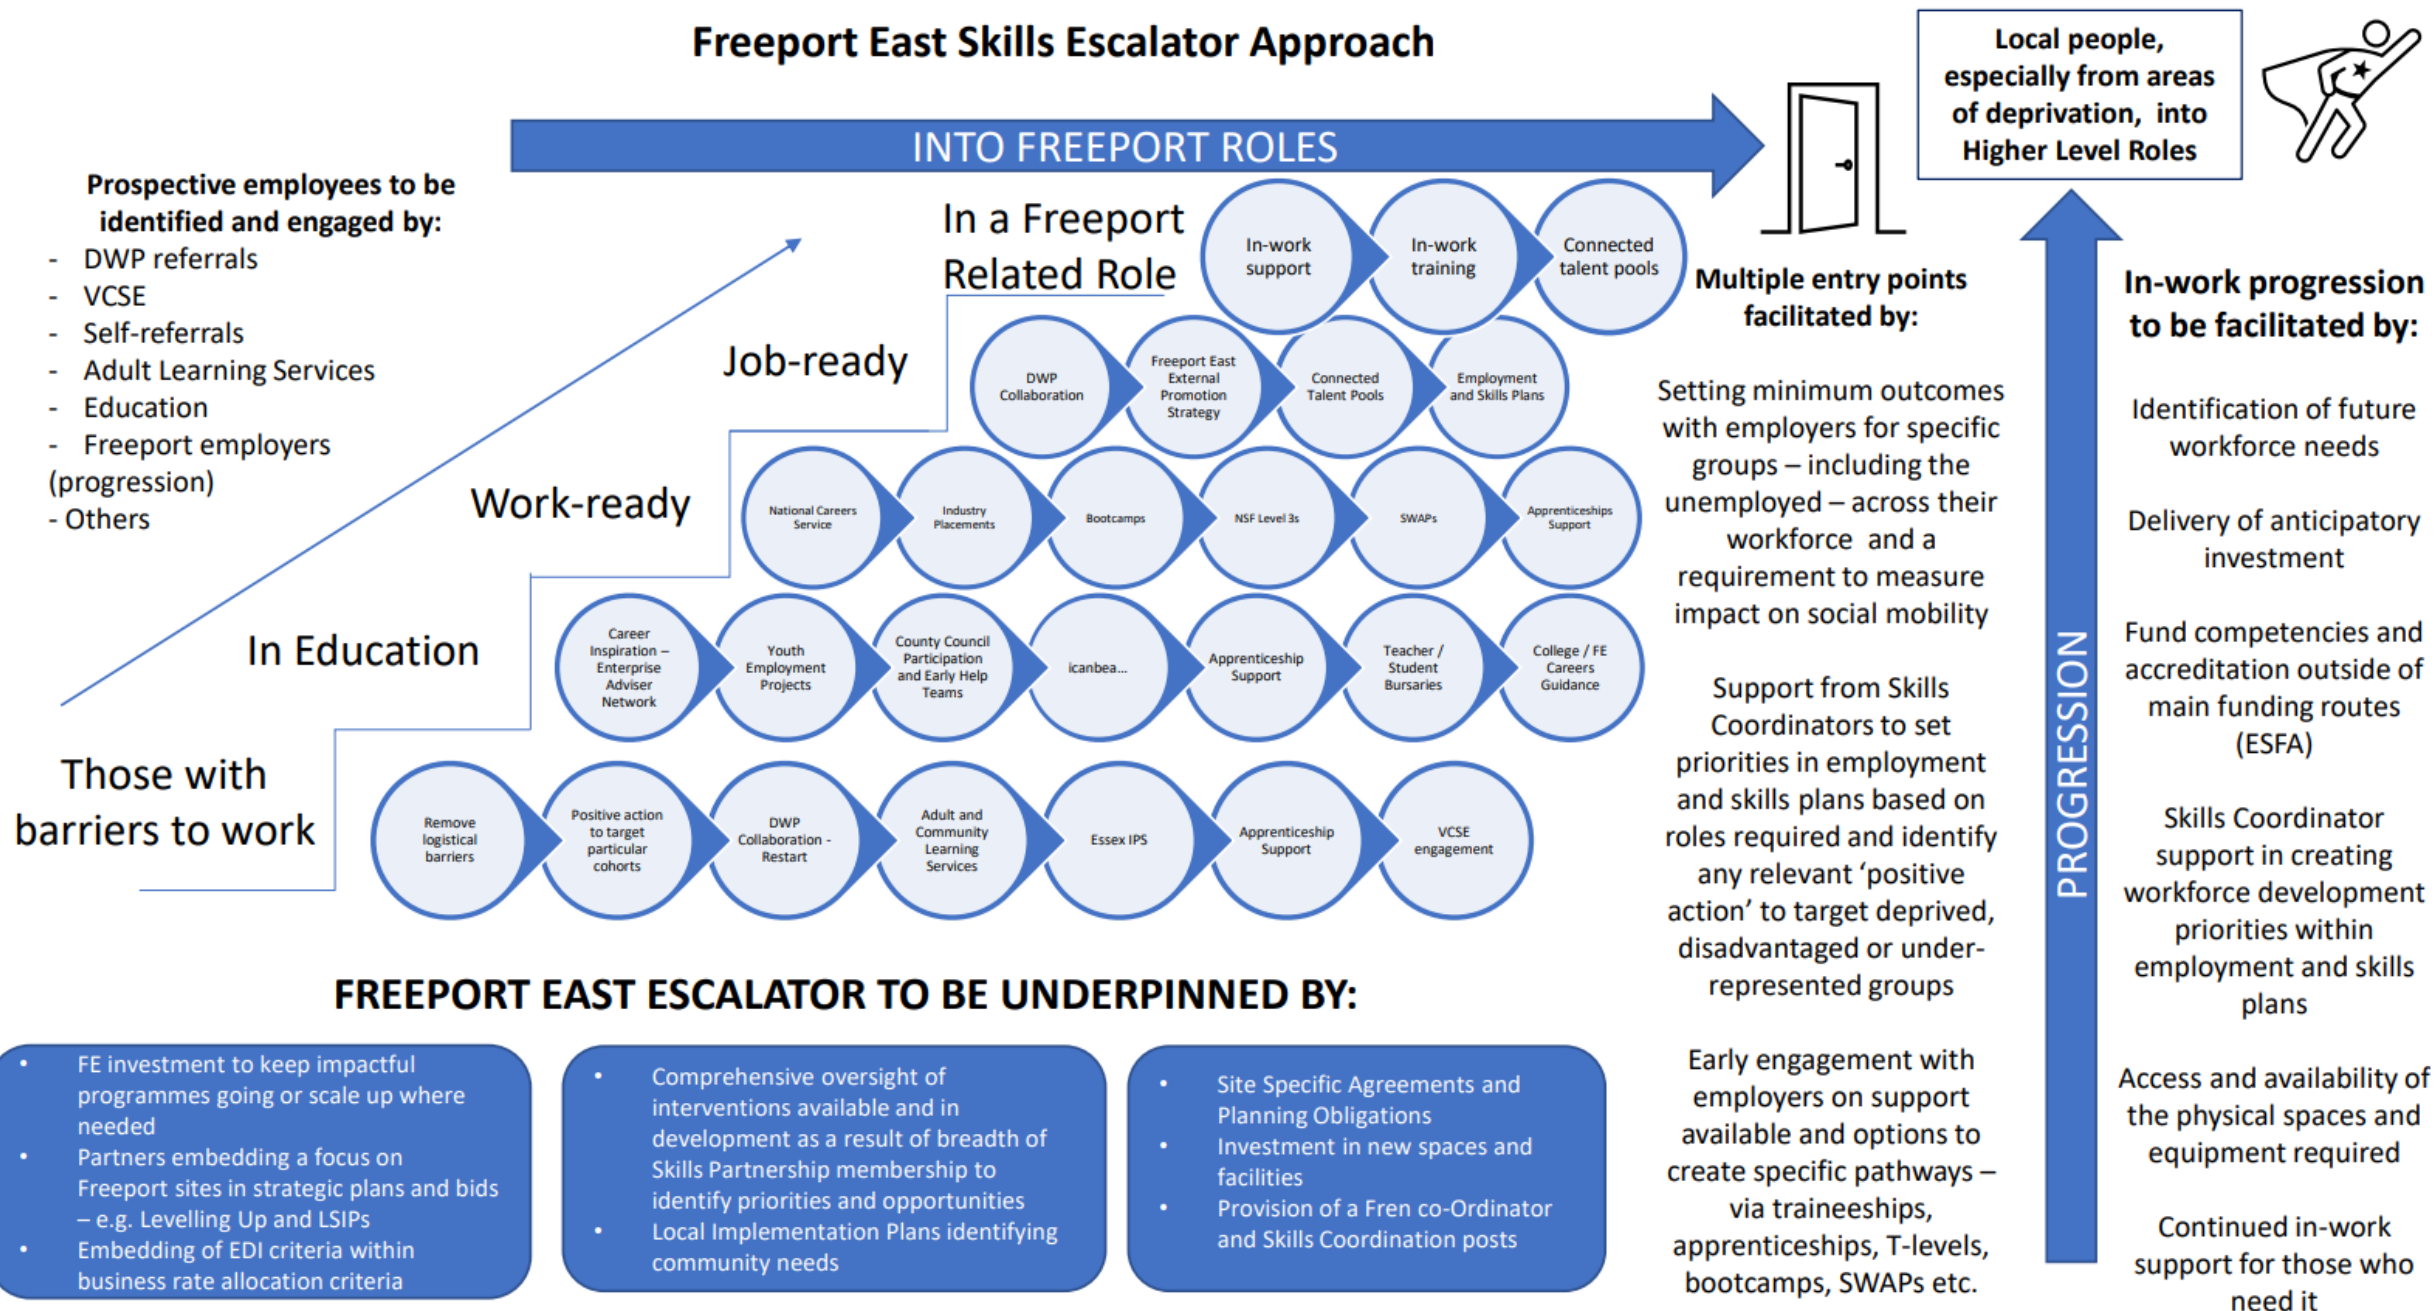 Freeport East Skills Escalator Approach
INTO FREEPORT ROLES
Local people,
especially from areas
of deprivation, into
Higher Level Roles
Prospective employees to be
identified and engaged by:
- DWP referrals
- VCSE
- Self-referrals
- Adult Learning Services
- Education
- Freeport employers
(progression)
- Others
In a Freeport
Related Role
In-work
support
In-work
training
Connected
talent pools
Job-ready
DWP
Collaboration
Freeport East
External
Promotion
Strategy
Connected
Talent Pools
Employment
and Skills Plans
Work-ready
National Careers
Service
Industry
Placements
Bootcamps
NSF Level 3s
SWAPs
Apprenticeships
Support
In Education
Career
Inspiration –
Enterprise
Adviser
Network
Youth
Employment
Projects
County Council
Participation
and Early Help
Teams
icanbea...
Apprenticeship
Support
Teacher /
Student
Bursaries
College / FE
Careers
Guidance
Those with
barriers to work
Remove
logistical
barriers
Positive action
to target
particular
cohorts
DWP
Collaboration -
Restart
Adult and
Community
Learning
Services
Essex IPS
Apprenticeship
Support
VCSE
engagement
Multiple entry points
facilitated by:
Setting minimum outcomes
with employers for specific
groups – including the
unemployed – across their
workforce and a
requirement to measure
impact on social mobility
Support from Skills
Coordinators to set
priorities in employment
and skills plans based on
roles required and identify
any relevant ‘positive
action’ to target deprived,
disadvantaged or under-
represented groups
Early engagement with
employers on support
available and options to
create specific pathways –
via traineeships,
apprenticeships, T-levels,
bootcamps, SWAPs etc.
PROGRESSION
In-work progression
to be facilitated by:
Identification of future
workforce needs
Delivery of anticipatory
investment
Fund competencies and
accreditation outside of
main funding routes
(ESFA)
Skills Coordinator
support in creating
workforce development
priorities within
employment and skills
plans
Access and availability of
the physical spaces and
equipment required
Continued in-work
support for those who
need it
FREEPORT EAST ESCALATOR TO BE UNDERPINNED BY:
• FE investment to keep impactful
programmes going or scale up where
needed
• Partners embedding a focus on
Freeport sites in strategic plans and bids
– e.g. Levelling Up and LSIPs
• Embedding of EDI criteria within
business rate allocation criteria
• Comprehensive oversight of
interventions available and in
development as a result of breadth of
Skills Partnership membership to
identify priorities and opportunities
• Local Implementation Plans identifying
community needs
• Site Specific Agreements and
Planning Obligations
• Investment in new spaces and
facilities
• Provision of a Fren co-Ordinator
and Skills Coordination posts